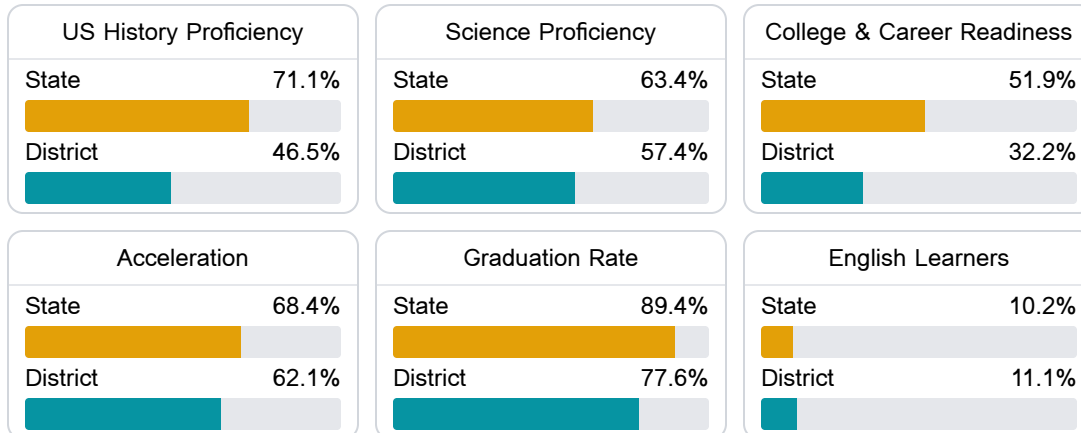 US History Proficiency
State 71.1%
District 46.5%
Science Proficiency
State 63.4%
District 57.4%
College & Career Readiness
State 51.9%
District 32.2%
Acceleration
State 68.4%
District 62.1%
Graduation Rate
State 89.4%
District 77.6%
English Learners
State 10.2%
District 11.1%